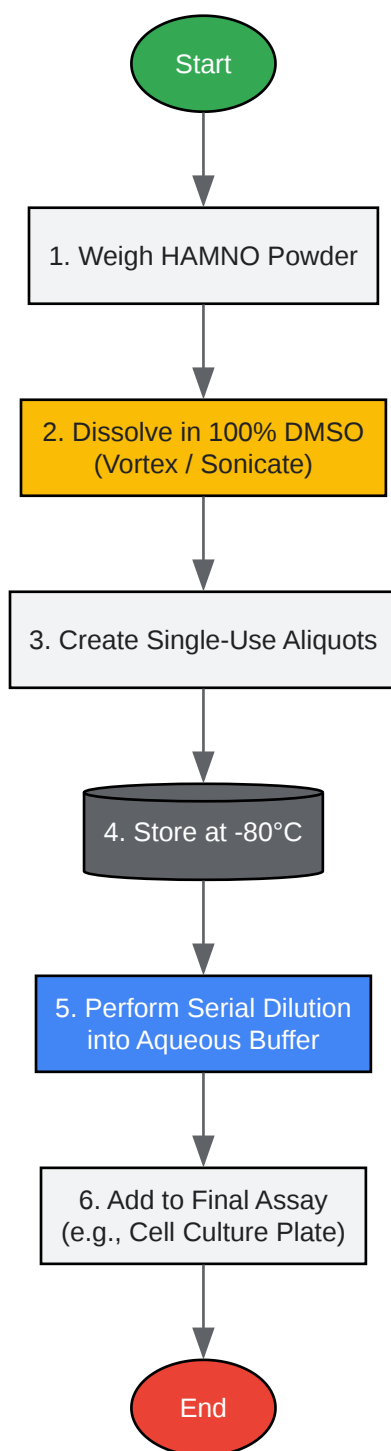 Start
1. Weigh HAMNO Powder
2. Dissolve in 100% DMSO
(Vortex / Sonicate)
3. Create Single-Use Aliquots
4. Store at -80°C
5. Perform Serial Dilution
into Aqueous Buffer
6. Add to Final Assay
(e.g., Cell Culture Plate)
End